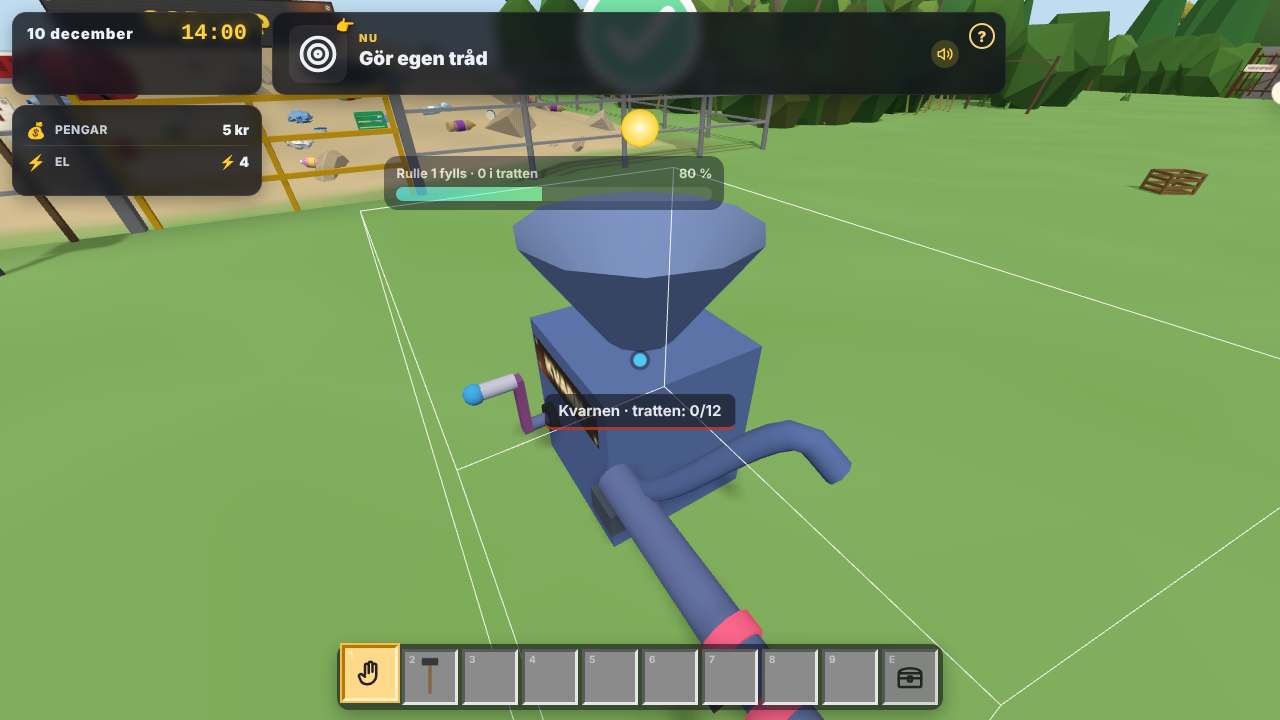 10 december
14:00
NU
Gör egen tråd
?
PENGAR
5 kr
EL
4
Rulle 1 fylls · 0 i tratten
80 %
Kvarnen · tratten: 0/12
2
3
4
5
6
7
8
9
E